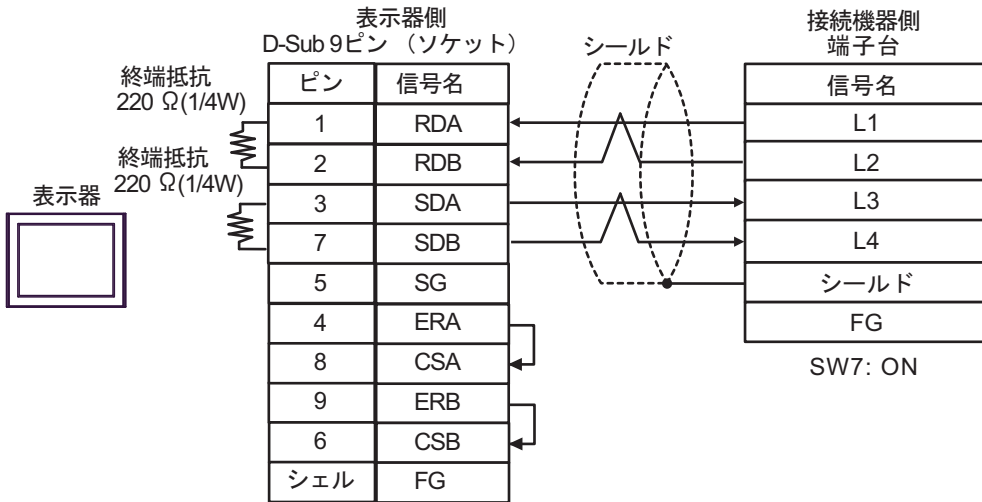 表示器側
D-Sub 9ピン （ソケット）
シールド
接続機器側
端子台
終端抵抗
220 Ω(1/4W)
終端抵抗
220 Ω(1/4W)
表示器
ピン 信号名
1 RDA
2 RDB
3 SDA
7 SDB
5 SG
4 ERA
8 CSA
9 ERB
6 CSB
シェル FG
信号名
L1
L2
L3
L4
シールド
FG
SW7: ON